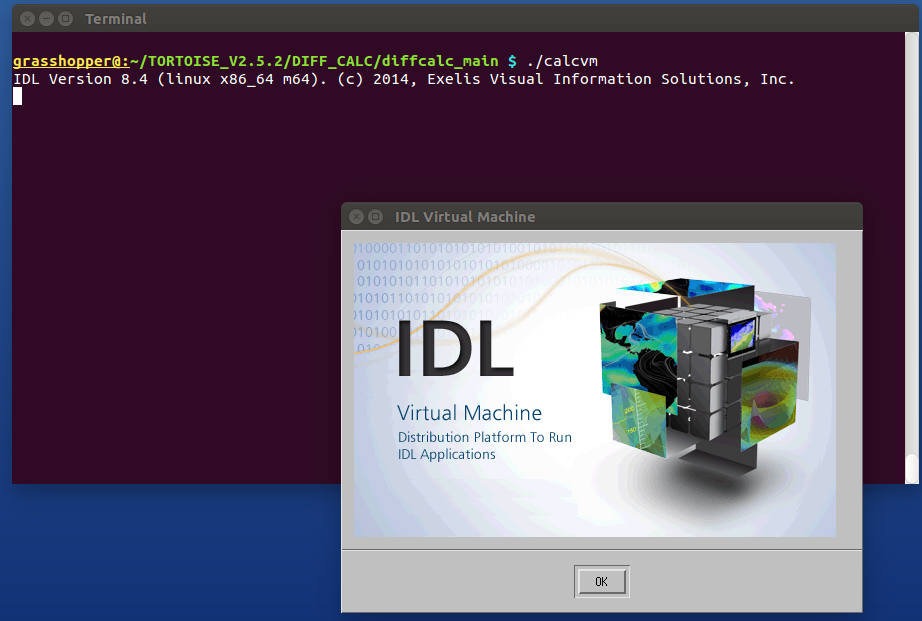 Terminal
grasshopper@:~/TORTOISE_V2.5.2/DIFF_CALC/diffcalc_main $ ./calcvm
IDL Version 8.4 (linux x86_64 m64). (c) 2014, Exelis Visual Information Solutions, Inc.
IDL Virtual Machine
IDL
Virtual Machine
Distribution Platform To Run
IDL Applications
OK